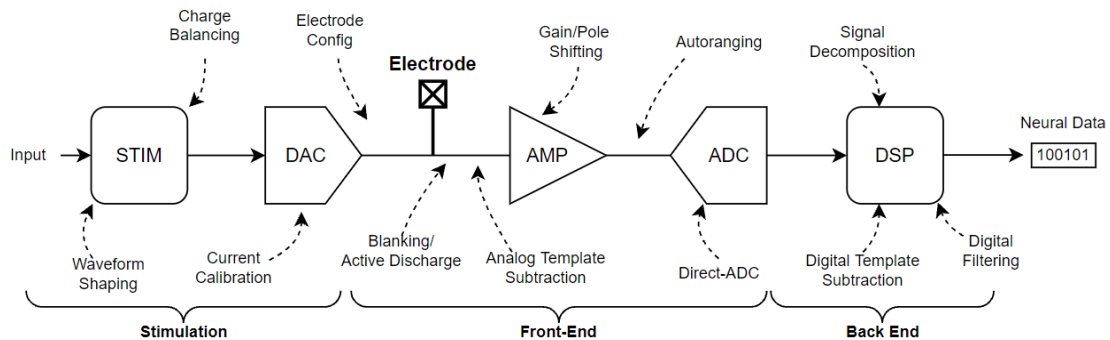 Charge
Balancing
Electrode
Config
Electrode
Gain/Pole
Shifting
Autoranging
Signal
Decomposition
Input
STIM
DAC
AMP
ADC
DSP
Neural Data
100101
Waveform
Shaping
Current
Calibration
Blanking/
Active Discharge
Analog Template
Subtraction
Direct-ADC
Digital Template
Subtraction
Digital
Filtering
Stimulation
Front-End
Back End